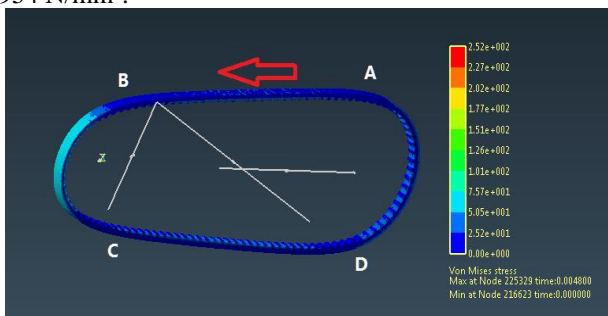 B
A
Z
C
D
2.52e+002
2.27e+002
2.02e+002
1.77e+002
1.51e+002
1.26e+002
1.01e+002
7.57e+001
5.05e+001
2.52e+001
0.00e+000
Von Mises stress
Max at Node 225329 time:0.004800
Min at Node 216623 time:0.000000